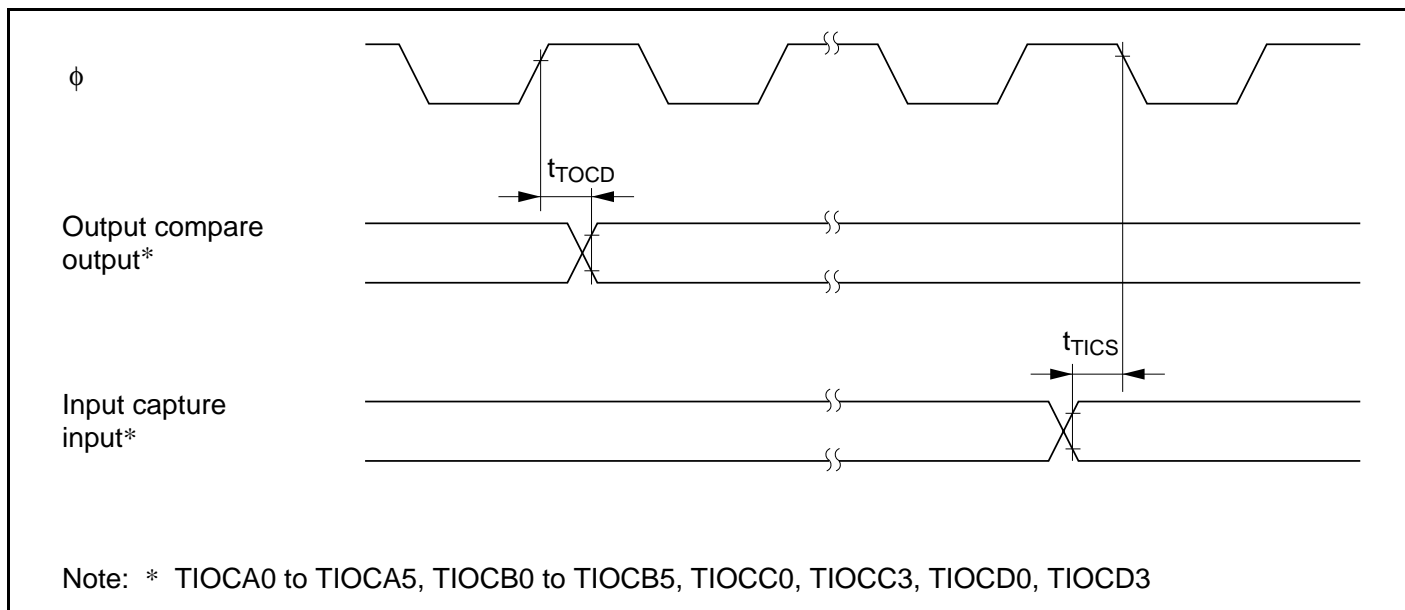 ϕ
tTOCD
Output compare
output*
tTICS
Input capture
input*
Note: * TIOCA0 to TIOCA5, TIOCB0 to TIOCB5, TIOCC0, TIOCC3, TIOCD0, TIOCD3